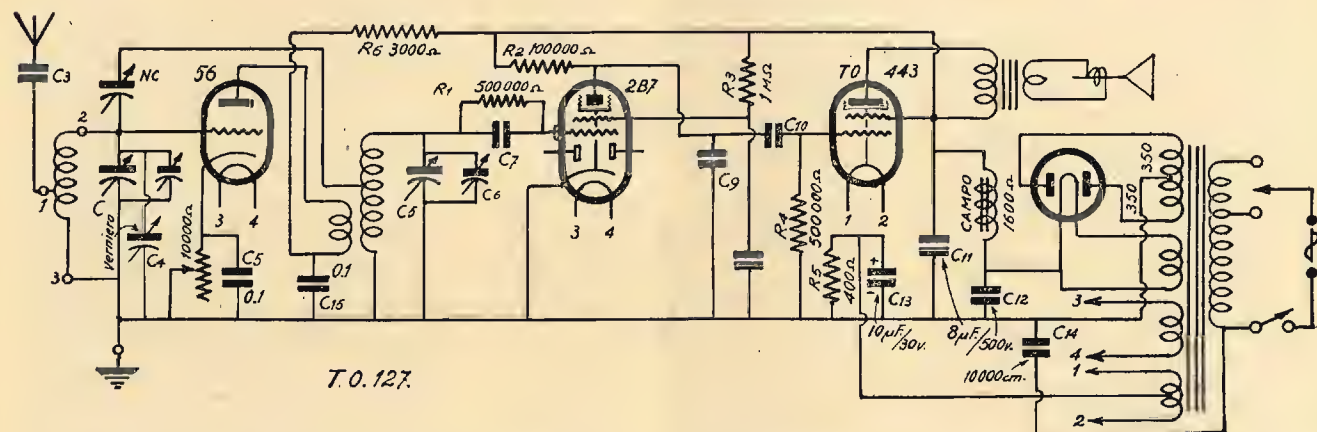 C3
NC
56
R6 3000Ω
R2 100000Ω
R1
500000Ω
2B7
R3
1MΩ
TO 443
2
1
3
C
Verniero
C4
10000Ω
3 4
C5
0.1
0.1
C15
C5
C6
C7
3 4
C9
C10
R4
500000Ω
1 2
R5
400Ω
+
-
C13
10µF/30v.
C11
8µF/500v.
CAMPO
1600Ω
C12
350
350
3
4
1
2
C14
10000cm.
T.O.127.